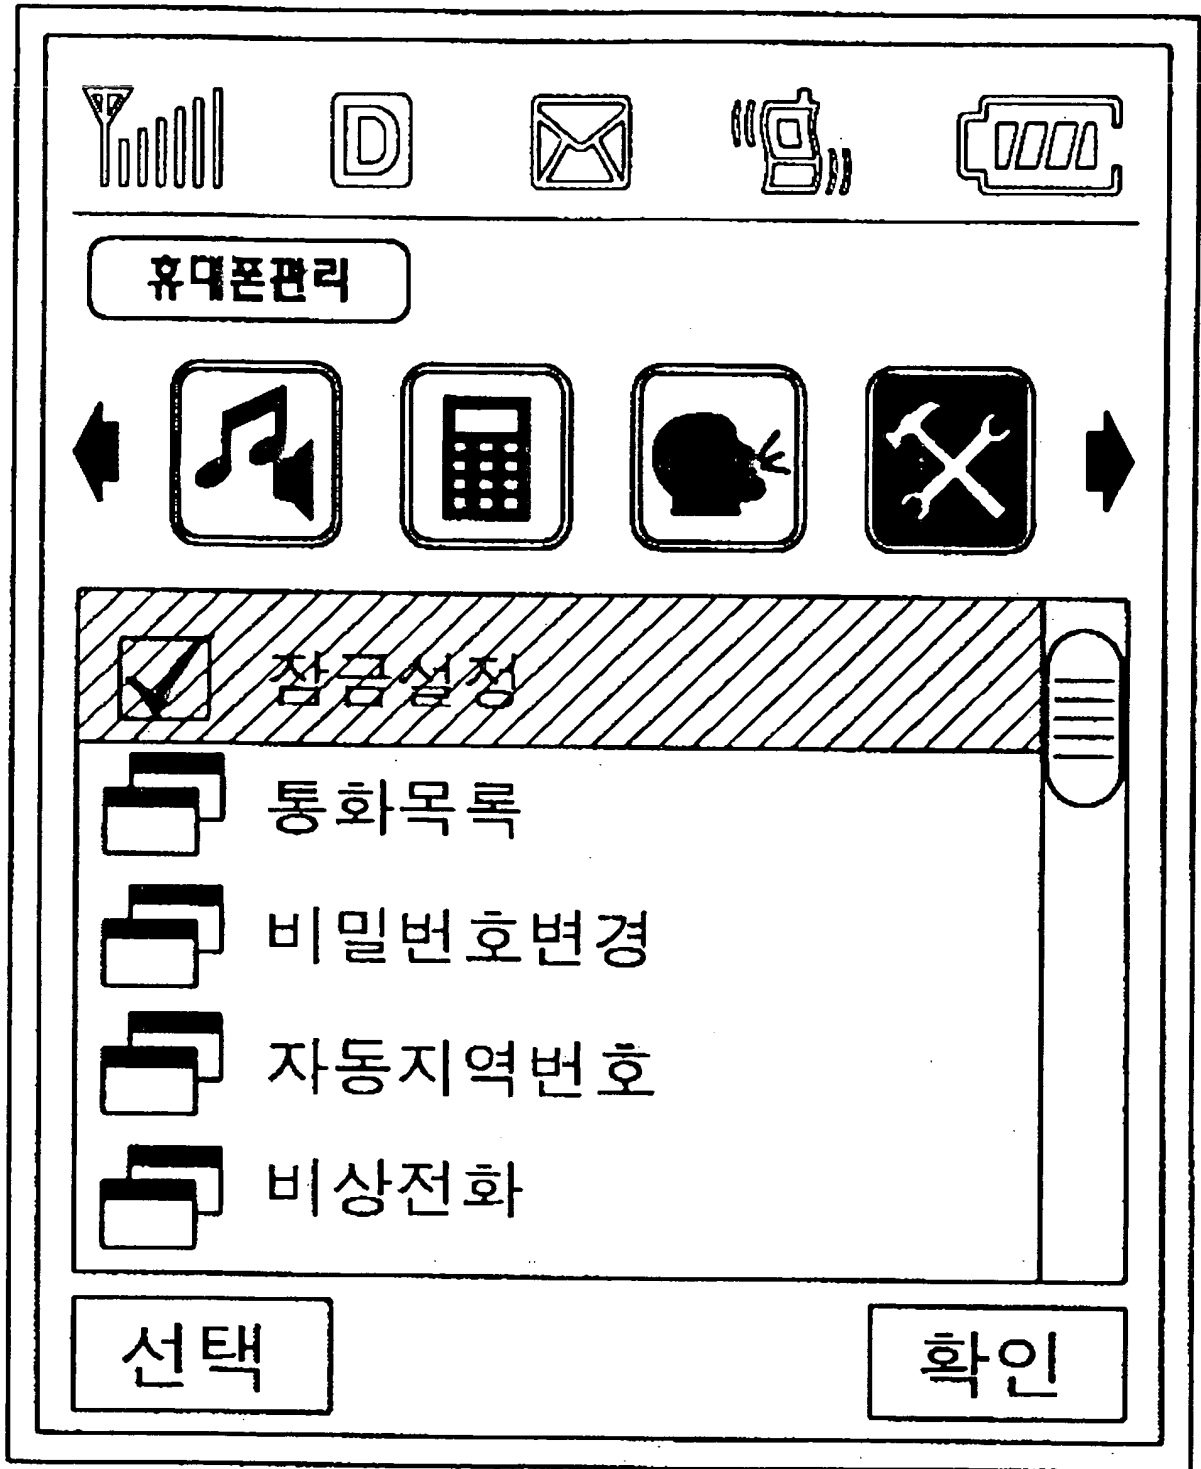 D
휴대폰관리
잠금설정
통화목록
비밀번호변경
자동지역번호
비상전화
선택
확인